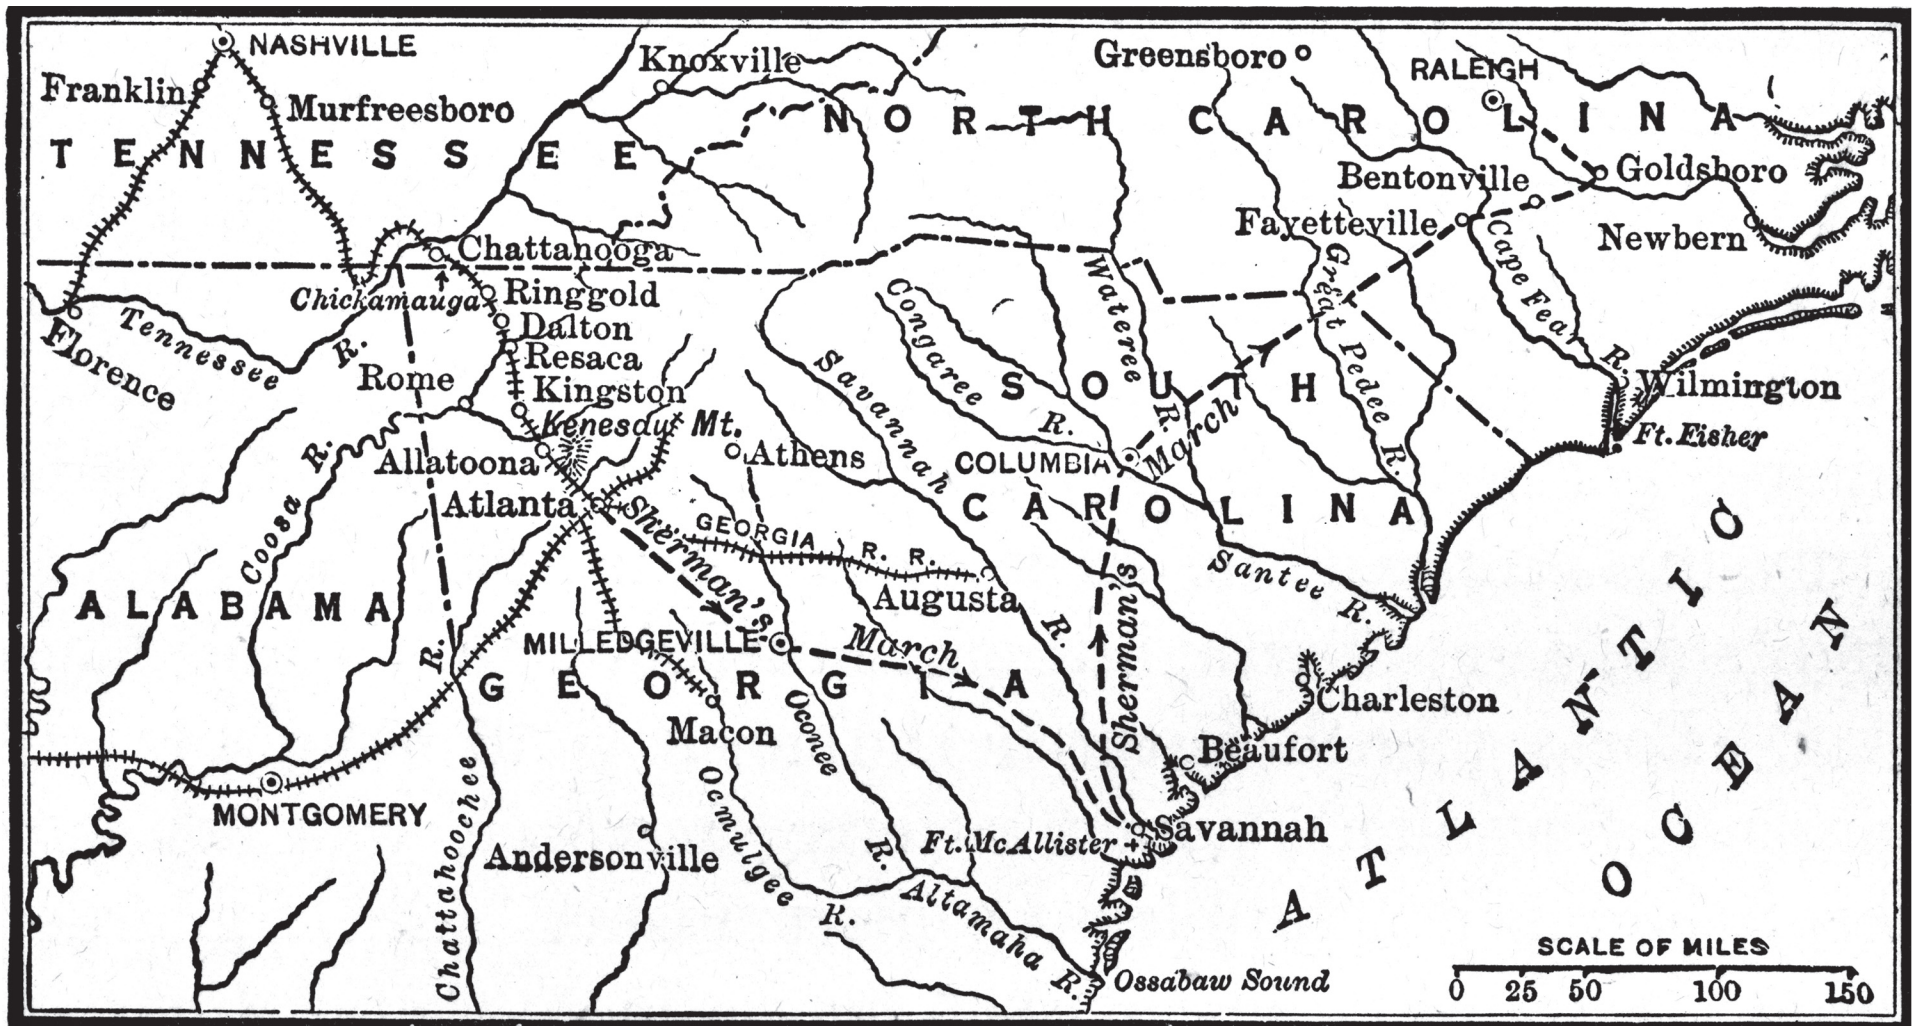 NASHVILLE
Knoxville
Greensboro
RALEIGH
Franklin
Murfreesboro
NORTH CAROLINA
TENNESSEE
Goldsboro
Bentonville
Fayetteville
Newbern
Chattanooga
Chickamauga
Ringgold
Dalton
Resaca
Kingston
Kenesaw Mt.
Tennessee R.
Florence
Rome
Allatoona
Atlanta
Athens
Congaree R.
Wateree R.
Great Pedee R.
Cape Fear R.
Wilmington
Ft. Fisher
SOUTH
CAROLINA
COLUMBIA
March
Savannah R.
Coosa R.
Sherman's
GEORGIA R. R.
Augusta
Santee R.
ALABAMA
MILLEDGEVILLE
March
Sherman's
GEORGIA
Macon
Oconee R.
Charleston
Beaufort
MONTGOMERY
Chattahoochee R.
Andersonville
Ocmulgee R.
Ft. McAllister
Savannah
Altamaha R.
Ossabaw Sound
ATLANTIC
OCEAN
SCALE OF MILES
0 25 50 100 150